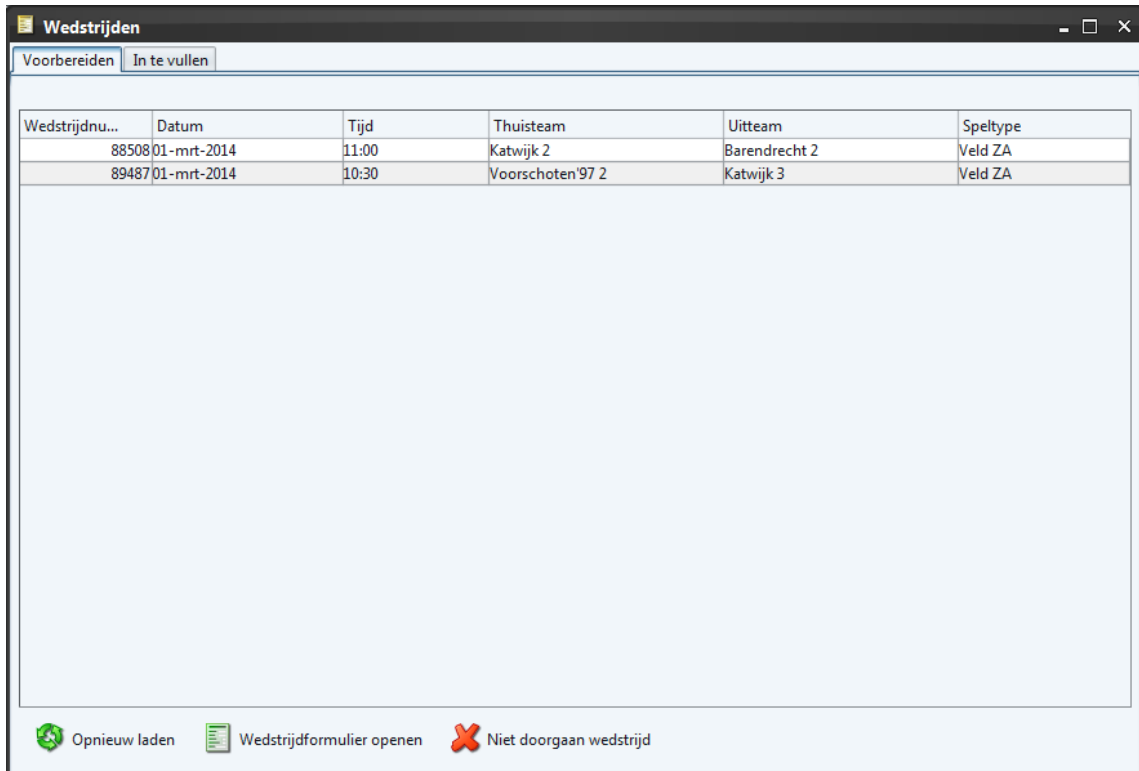 Wedstrijden
Voorbereiden In te vullen
Wedstrijdnu... Datum Tijd Thuisteam Uitteam Speltype
88508 01-mrt-2014 11:00 Katwijk 2 Barendrecht 2 Veld ZA
89487 01-mrt-2014 10:30 Voorschoten'97 2 Katwijk 3 Veld ZA
Opnieuw laden Wedstrijdformulier openen Niet doorgaan wedstrijd